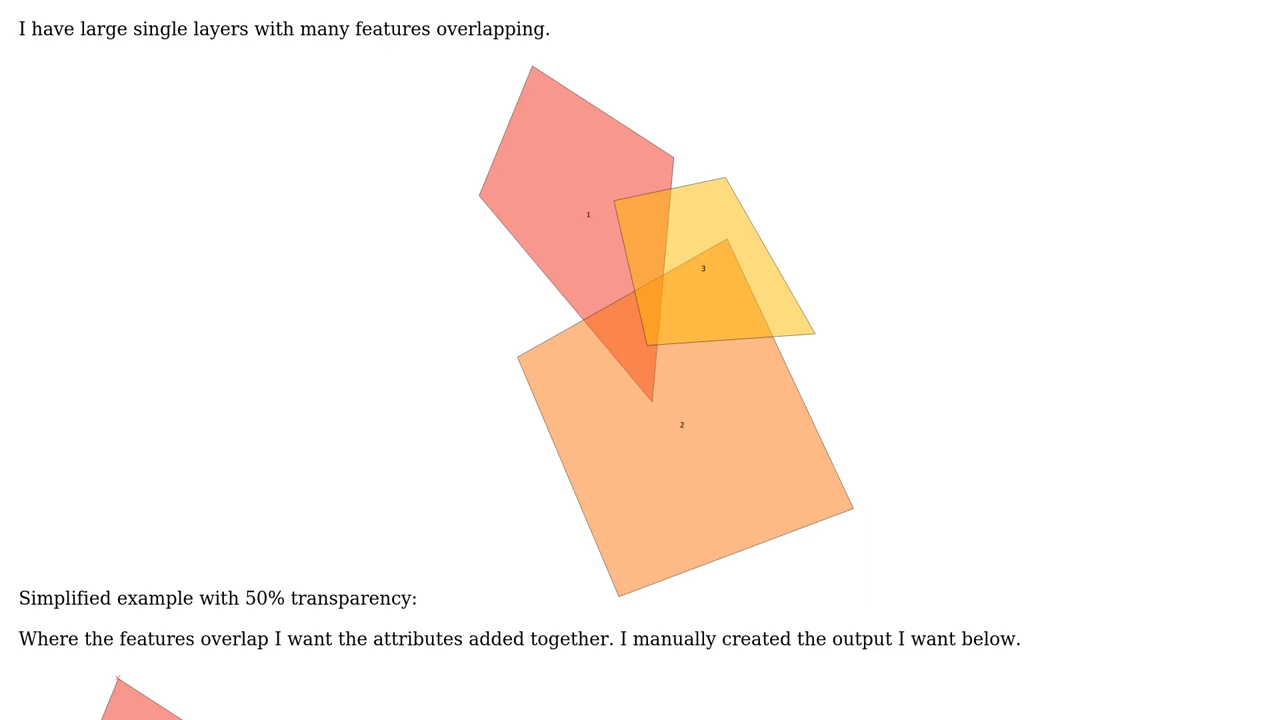 I have large single layers with many features overlapping.
1
3
2
Simplified example with 50% transparency:
Where the features overlap I want the attributes added together. I manually created the output I want below.